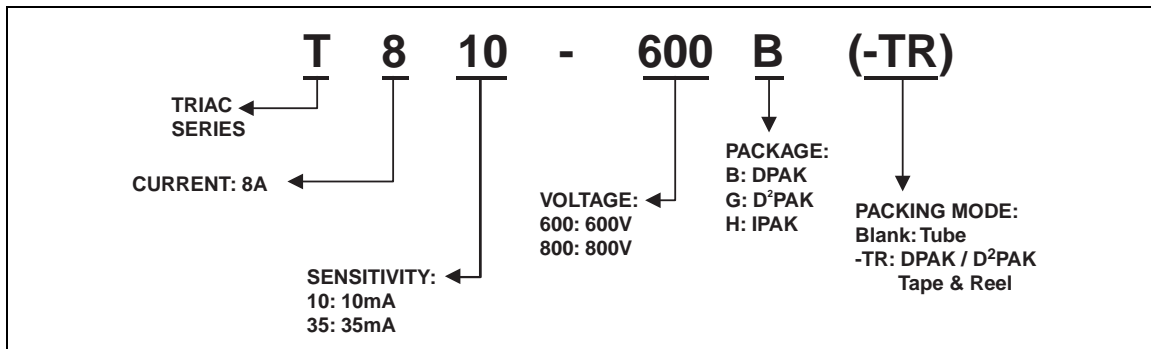 T 8 10 - 600 B (-TR)
TRIAC
SERIES
CURRENT: 8A
SENSITIVITY:
10: 10mA
35: 35mA
VOLTAGE:
600: 600V
800: 800V
PACKAGE:
B: DPAK
G: D²PAK
H: IPAK
PACKING MODE:
Blank: Tube
-TR: DPAK / D²PAK
Tape & Reel